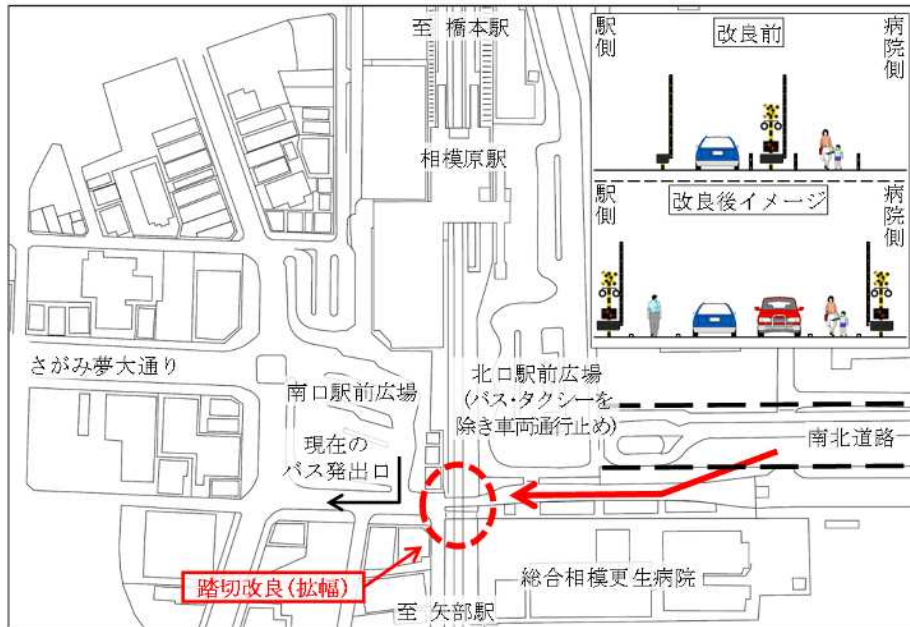 至 橋本駅
相模原駅
駅側
改良前
病院側
駅側
改良後イメージ
病院側
さがみ夢大通り
南口駅前広場
北口駅前広場
(バス・タクシーを
除き車両通行止め)
南北道路
現在の
バス発出口
踏切改良(拡幅)
総合相模更生病院
至 矢部駅